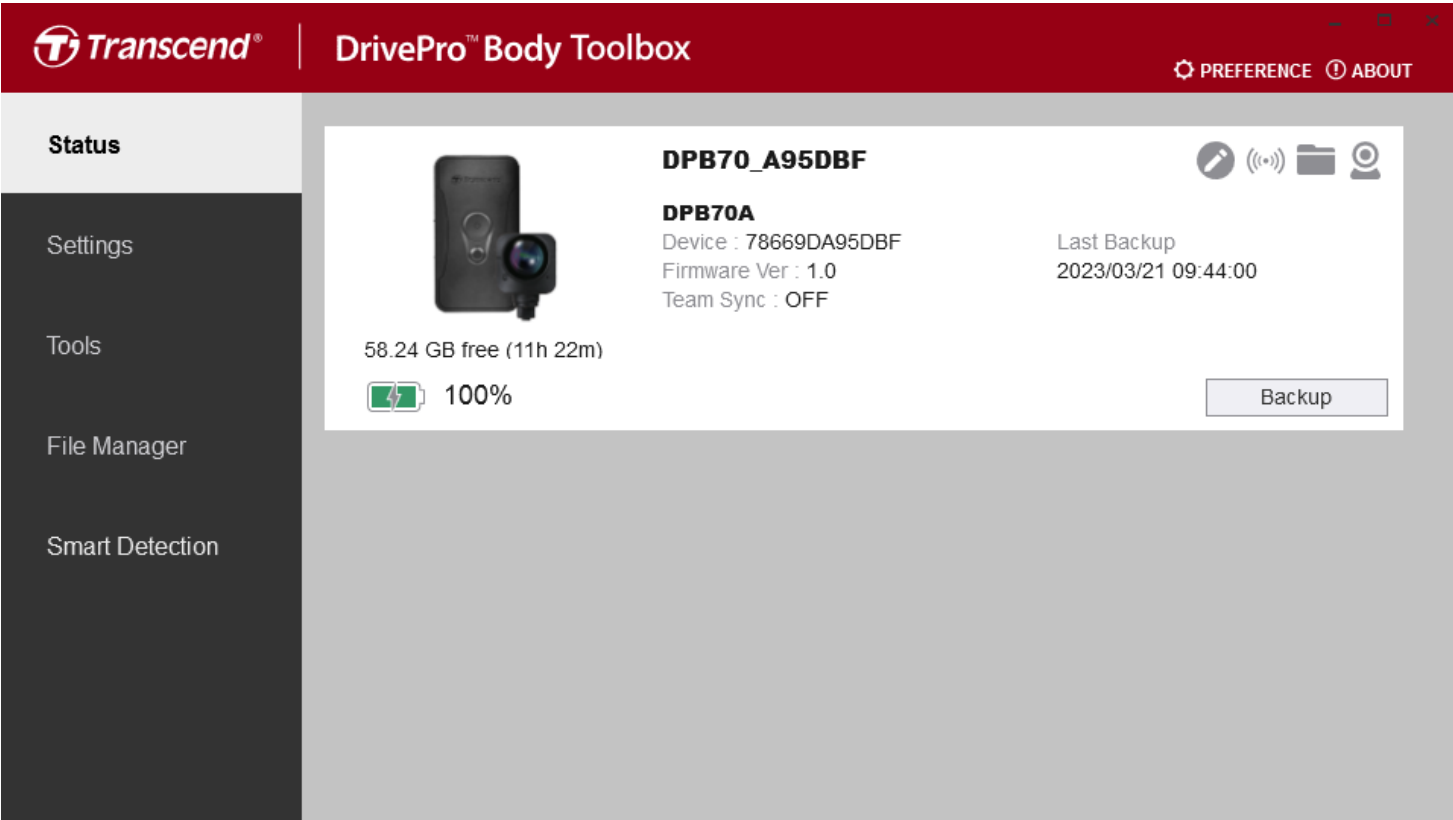 Transcend®
DrivePro™ Body Toolbox
PREFERENCE
ABOUT
Status
Settings
Tools
File Manager
Smart Detection
DPB70_A95DBF
DPB70A
Device : 78669DA95DBF
Firmware Ver : 1.0
Team Sync : OFF
Last Backup
2023/03/21 09:44:00
58.24 GB free (11h 22m)
100%
Backup